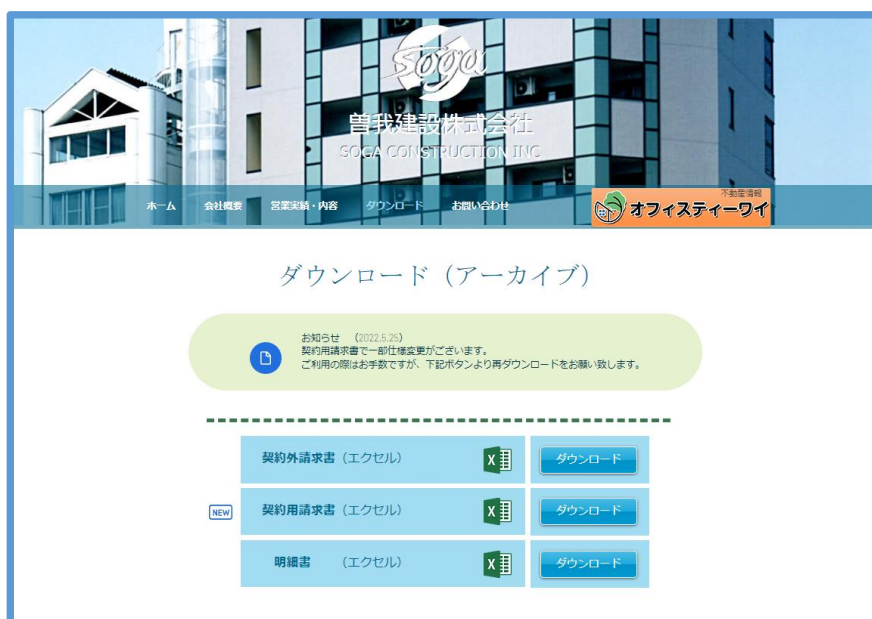 soga
曽我建設株式会社
SOGA CONSTRUCTION INC
ホーム 会社概要 営業実績・内容 ダウンロード お問い合わせ
不動産情報
オフィスティーワイ
ダウンロード（アーカイブ）
お知らせ （2022.5.25）
契約用請求書で一部仕様変更がございます。
ご利用の際はお手数ですが、下記ボタンより再ダウンロードをお願い致します。
契約外請求書（エクセル） X ダウンロード
NEW 契約用請求書（エクセル） X ダウンロード
明細書 （エクセル） X ダウンロード